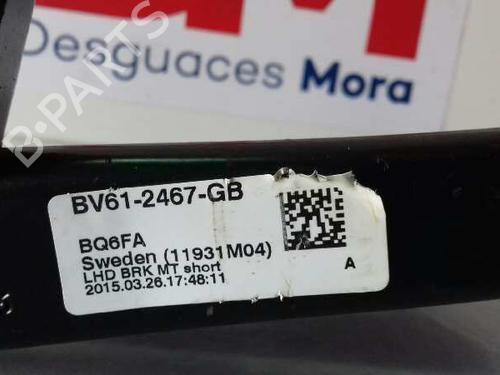 Desguaces Mora
B-PARTS
BV61-2467-GB
BQ6FA
Sweden (11931M04)
LHD BRK MT short
2015.03.26.17:48:11
A